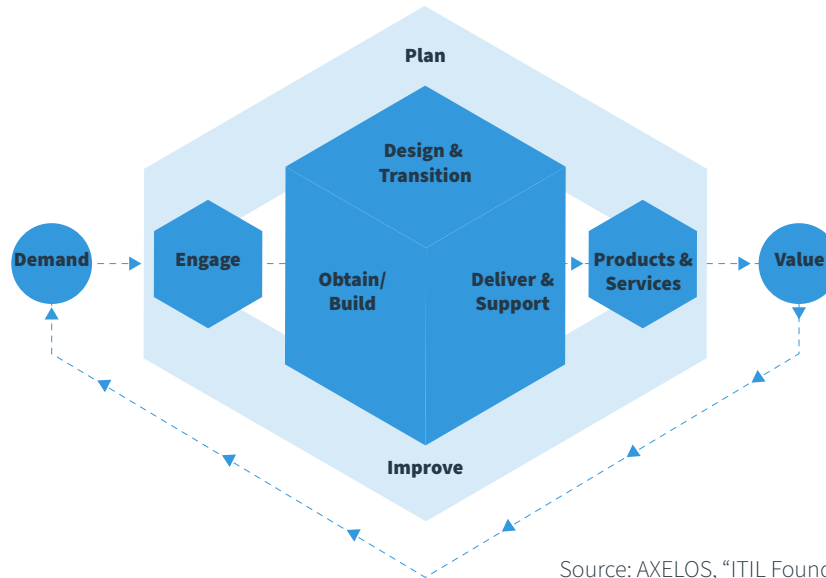 Plan
Design &
Transition
Demand
Engage
Obtain/
Build
Deliver &
Support
Products &
Services
Value
Improve
Source: AXELOS, “ITIL Found